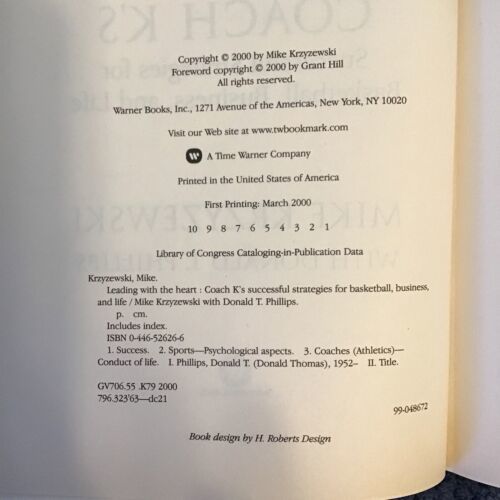 Copyright © 2000 by Mike Krzyzewski
Foreword copyright © 2000 by Grant Hill
All rights reserved.
Warner Books, Inc., 1271 Avenue of the Americas, New York, NY 10020
Visit our Web site at www.twbookmark.com
W A Time Warner Company
Printed in the United States of America
First Printing: March 2000
10 9 8 7 6 5 4 3 2 1
Library of Congress Cataloging-in-Publication Data
Krzyzewski, Mike.
Leading with the heart : Coach K's successful strategies for basketball, business,
and life / Mike Krzyzewski with Donald T. Phillips.
p. cm.
Includes index.
ISBN 0-446-52626-6
1. Success. 2. Sports—Psychological aspects. 3. Coaches (Athletics)—
Conduct of life. I. Phillips, Donald T. (Donald Thomas), 1952– II. Title.
GV706.55 .K79 2000
796.323'63—dc21
99-048672
Book design by H. Roberts Design